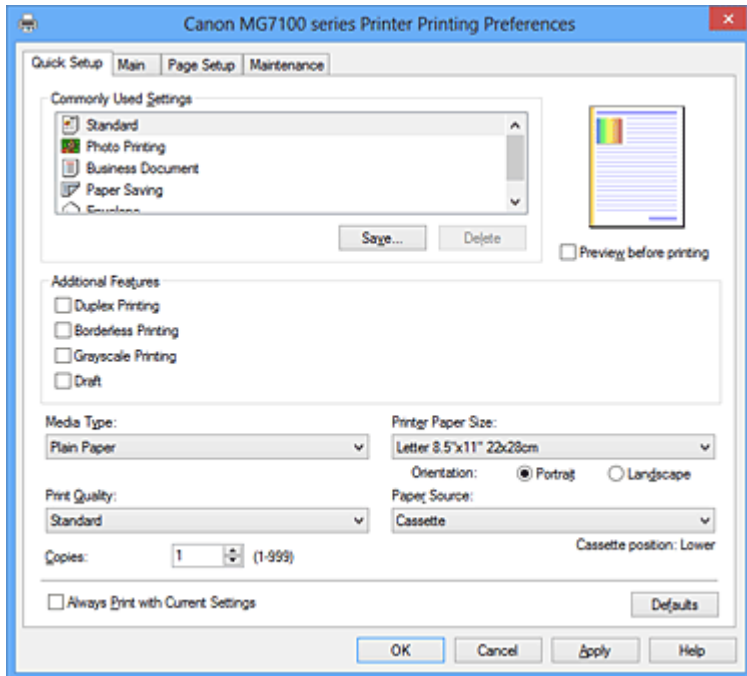 Canon MG7100 series Printer Printing Preferences
Quick Setup Main Page Setup Maintenance
Commonly Used Settings
Standard
Photo Printing
Business Document
Paper Saving
Envelope
Save... Delete
Preview before printing
Additional Features
Duplex Printing
Borderless Printing
Grayscale Printing
Draft
Media Type:
Plain Paper
Printer Paper Size:
Letter 8.5"x11" 22x28cm
Orientation: Portrait Landscape
Print Quality:
Standard
Paper Source:
Cassette
Cassette position: Lower
Copies: 1 (1-999)
Always Print with Current Settings
Defaults
OK Cancel Apply Help